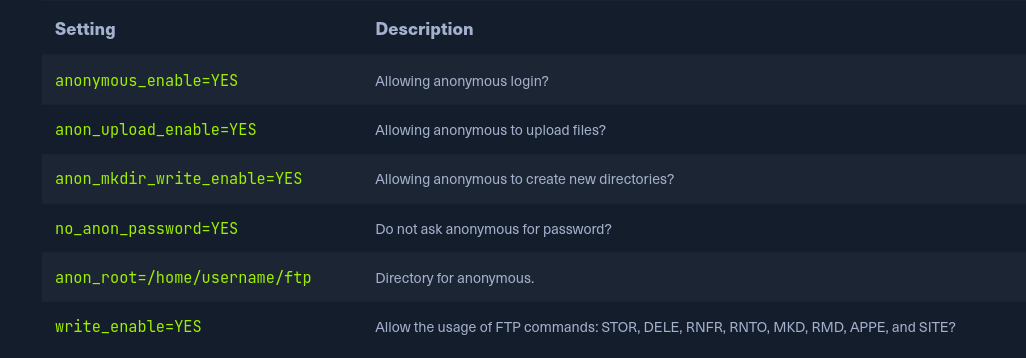 Setting Description
anonymous_enable=YES Allowing anonymous login?
anon_upload_enable=YES Allowing anonymous to upload files?
anon_mkdir_write_enable=YES Allowing anonymous to create new directories?
no_anon_password=YES Do not ask anonymous for password?
anon_root=/home/username/ftp Directory for anonymous.
write_enable=YES Allow the usage of FTP commands: STOR, DELE, RNFR, RNTO, MKD, RMD, APPE, and SITE?